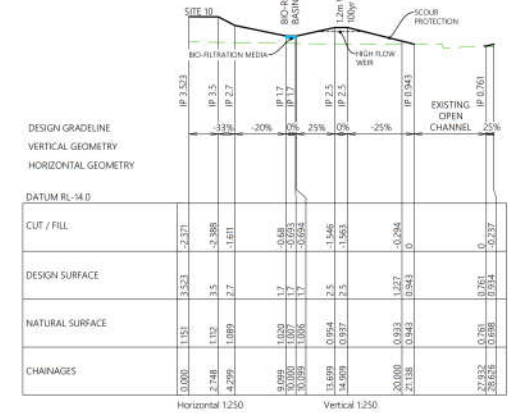 SITE 10
BIO-R
BASIN
1.2m
100yr
SCOUR
PROTECTION
BIO-FILTRATION MEDIA
HIGH FLOW
WEIR
IP 3.523
IP 3.5
IP 2.7
IP 1.7
IP 1.7
IP 2.5
IP 2.5
IP 0.943
IP 0.761
EXISTING
OPEN
CHANNEL
DESIGN GRADELINE -33% -20% 0% 25% 0% -25% 25%
VERTICAL GEOMETRY
HORIZONTAL GEOMETRY
DATUM RL-14.0
CUT / FILL -2.371 -2.388 -1.611 -0.68 -0.693 -0.694 -1.546 -1.563 -0.294 0 0 -0.237
DESIGN SURFACE 3.523 3.5 2.7 1.7 1.7 1.7 2.5 2.5 1.227 0.943 0.761 0.934
NATURAL SURFACE 1.151 1.112 1.089 1.020 1.007 1.006 0.954 0.937 0.933 0.943 0.761 0.698
CHAINAGES 0.000 2.748 4.299 9.099 10.000 10.099 13.699 14.909 20.000 21.138 27.932 28.626
Horizontal 1:250 Vertical 1:250